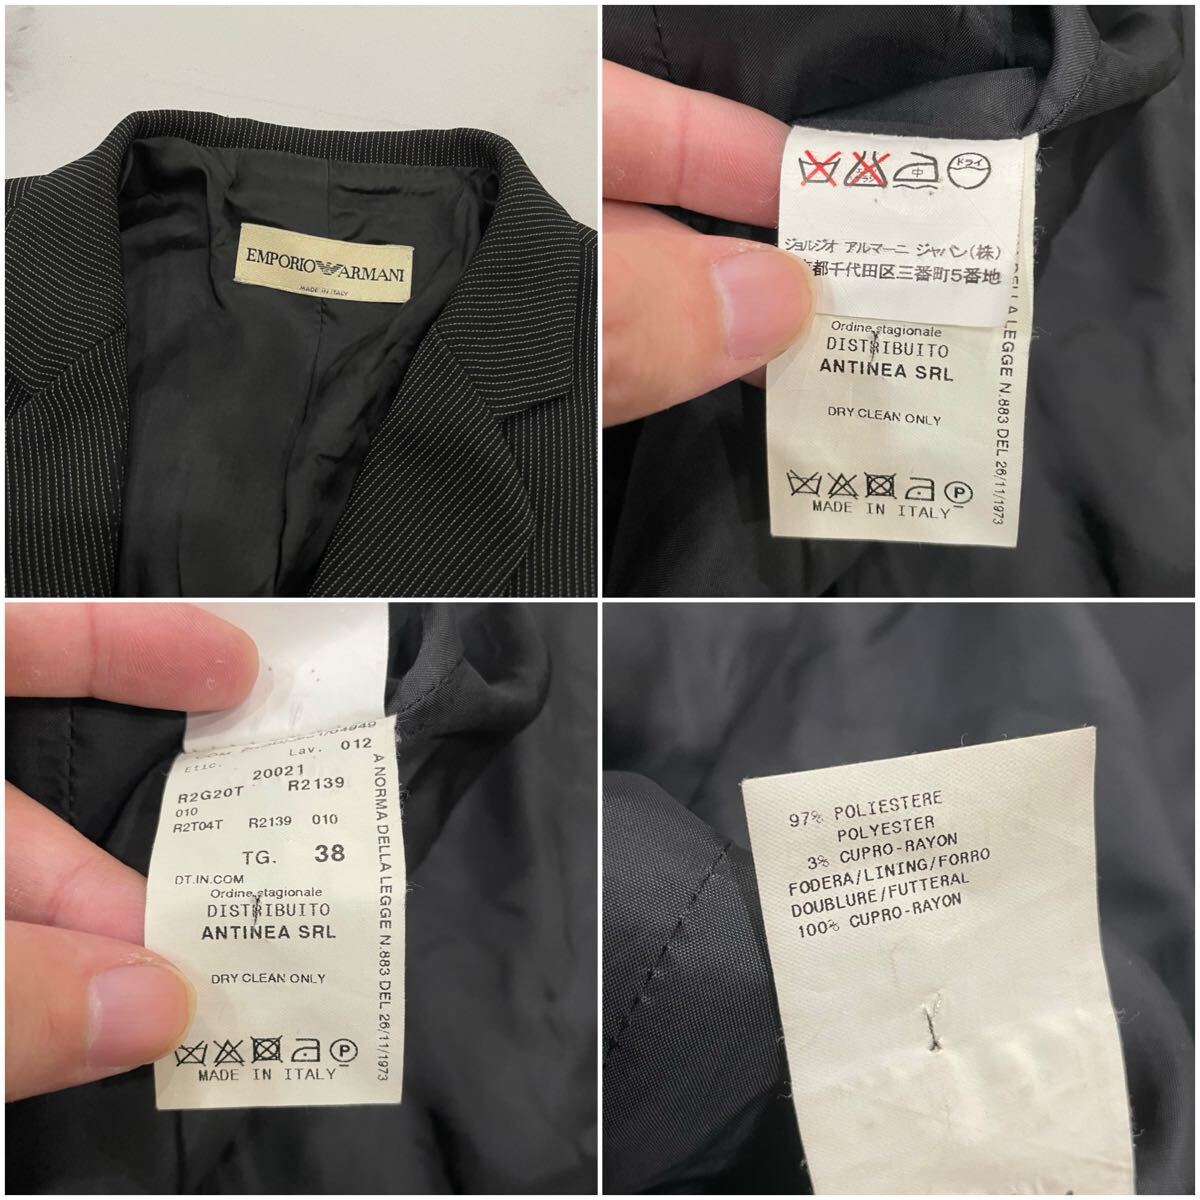 EMPORIO ARMANI
MADE IN ITALY
ドライ
中
ジョルジオ アルマーニ ジャパン(株)
都千代田区三番町5番地
Ordine stagionale
DISTRIBUITO
ANTINEA SRL
DRY CLEAN ONLY
P
MADE IN ITALY
DELLA LEGGE N.883 DEL 26/11/1973
Etic. Lav. 012
20021
R2G20T R2139
010
R2T04T R2139 010
TG. 38
DT.IN.COM
Ordine stagionale
DISTRIBUITO
ANTINEA SRL
DRY CLEAN ONLY
P
MADE IN ITALY
A NORMA DELLA LEGGE N.883 DEL 26/11/1973
97% POLIESTERE
POLYESTER
3% CUPRO-RAYON
FODERA/LINING/FORRO
DOUBLURE/FUTTERAL
100% CUPRO-RAYON